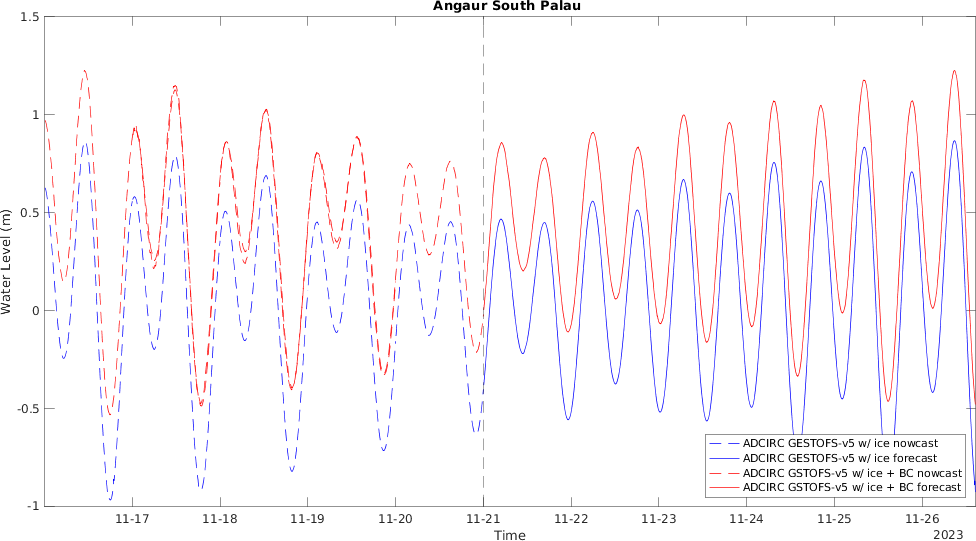 Angaur South Palau
1.5
1
0.5
0
-0.5
-1
Water Level (m)
11-17
11-18
11-19
11-20
11-21
11-22
11-23
11-24
11-25
11-26
Time
2023
ADCIRC GESTOFS-v5 w/ ice nowcast
ADCIRC GESTOFS-v5 w/ ice forecast
ADCIRC GSTOFS-v5 w/ ice + BC nowcast
ADCIRC GSTOFS-v5 w/ ice + BC forecast